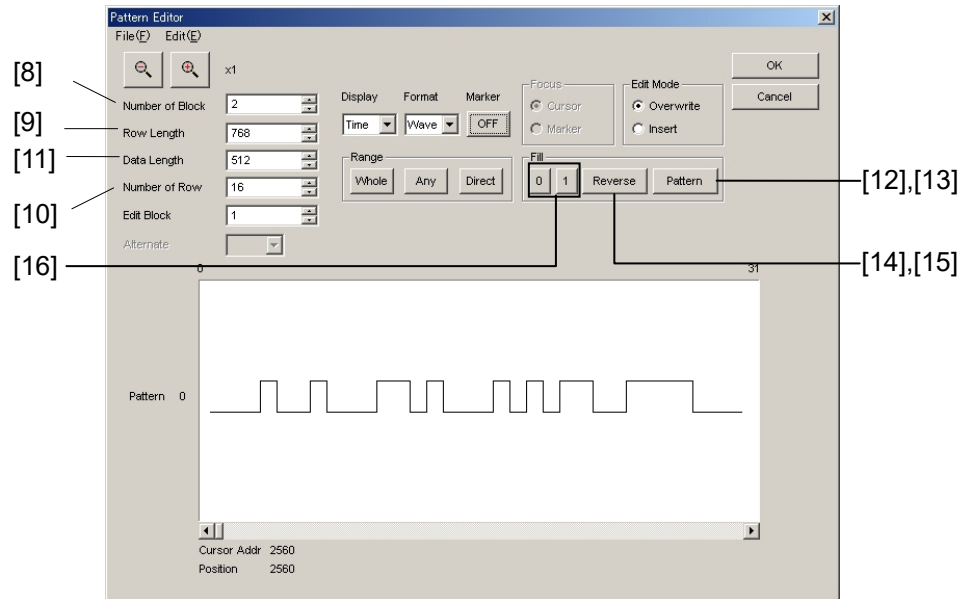 Pattern Editor
File(F) Edit(E)
x1
OK
Cancel
[8]
Number of Block 2
[9]
Row Length 768
[11]
Data Length 512
Number of Row 16
[10]
Edit Block 1
Alternate
Display Format Marker
Time Wave OFF
Focus
Cursor
Marker
Edit Mode
Overwrite
Insert
Range
Whole Any Direct
Fill
0 1 Reverse Pattern
[12],[13]
[16]
[14],[15]
0 31
Pattern 0
Cursor Addr 2560
Position 2560